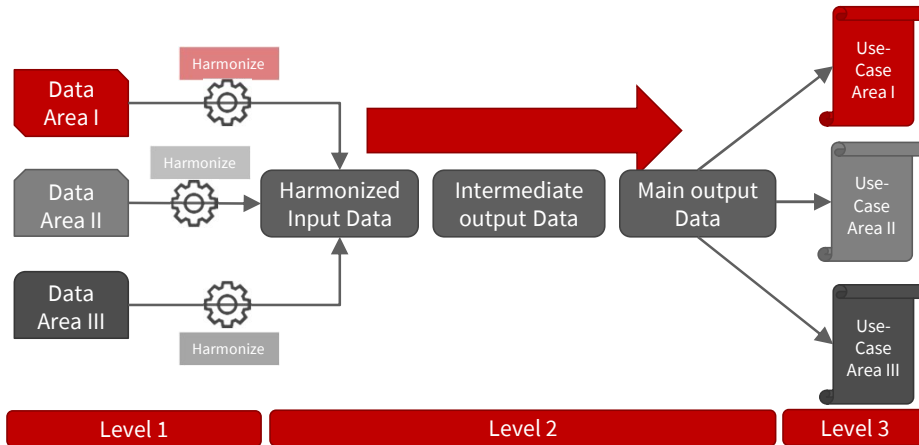 Harmonize
Data
Area I
Harmonize
Data
Area II
Data
Area III
Harmonize
Harmonized
Input Data
Intermediate
output Data
Main output
Data
Use-
Case
Area I
Use-
Case
Area II
Use-
Case
Area III
Level 1
Level 2
Level 3